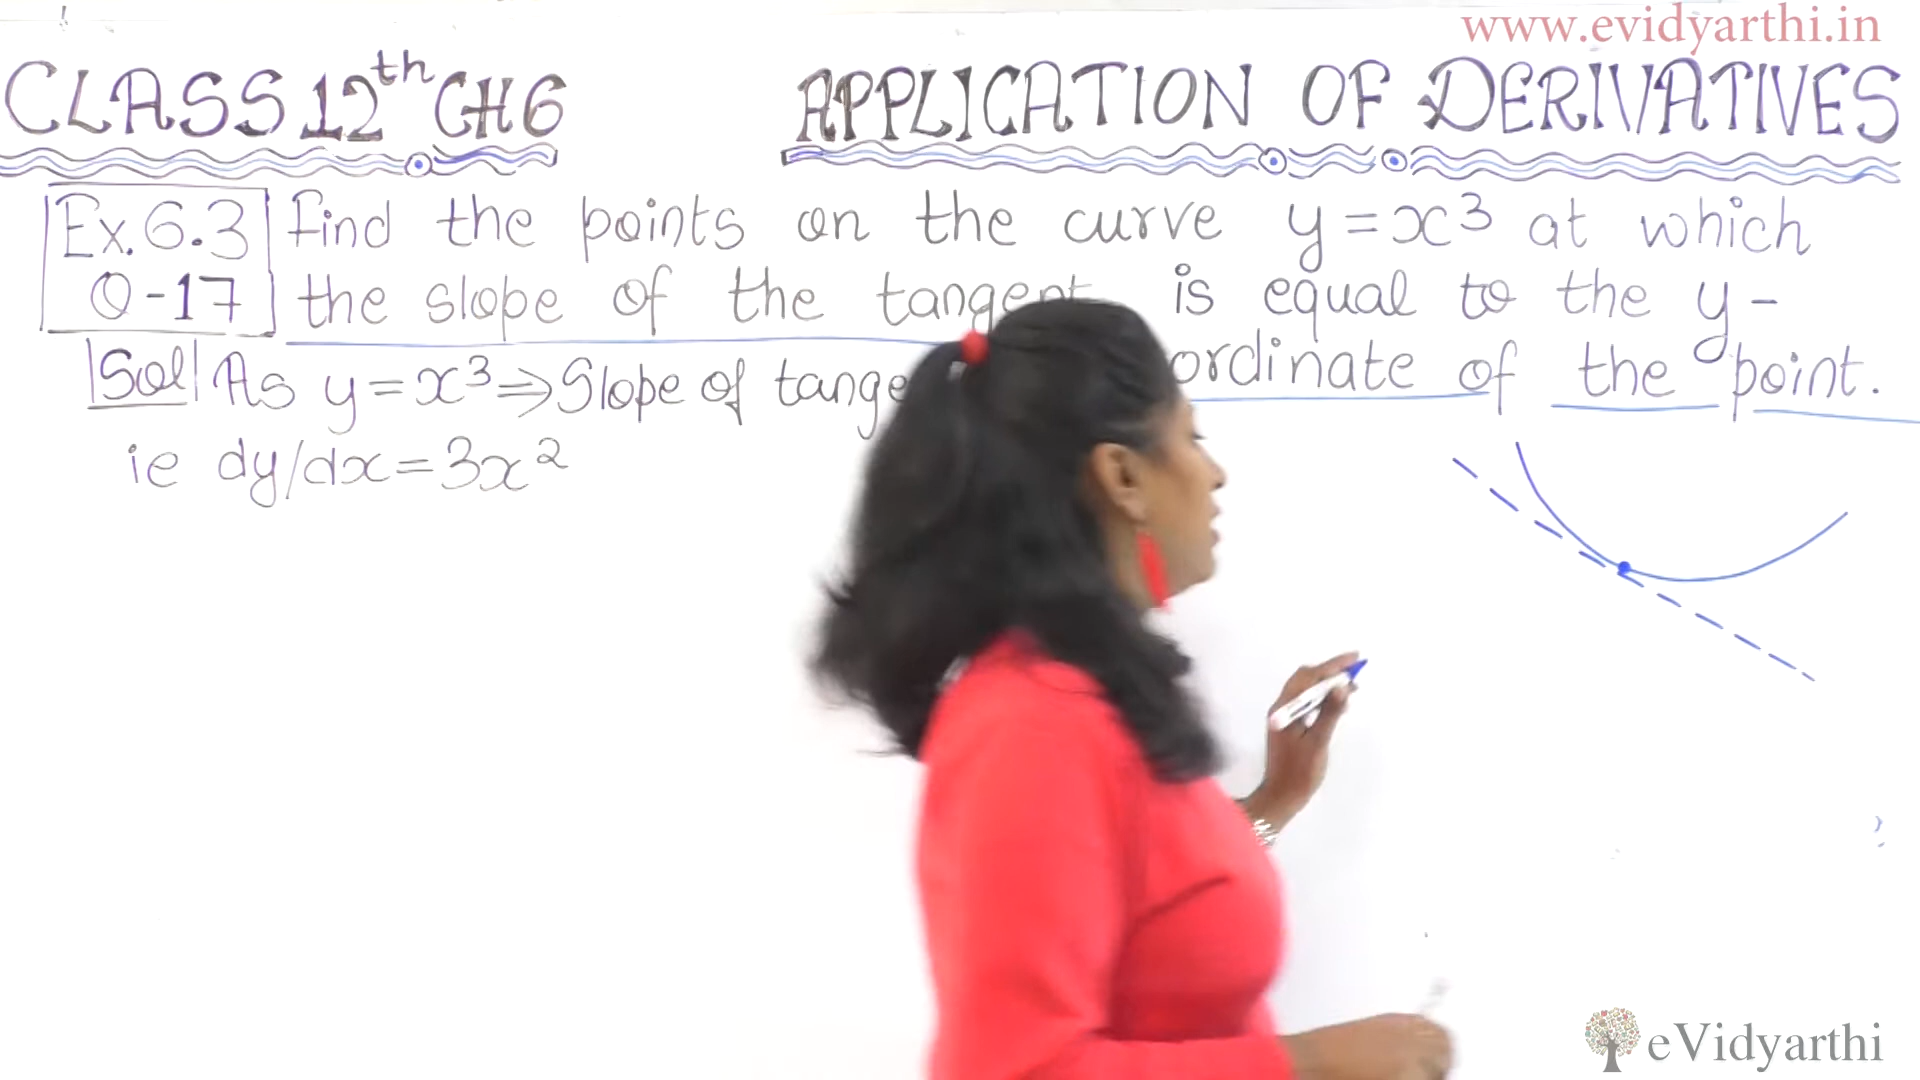 www.evidyarthi.in
CLASS 12th CH6 APPLICATION OF DERIVATIVES
Ex. 6.3 Find the points on the curve y = x³ at which
Q-17 the slope of the tangent is equal to the y-
ordinate of the point.
Sol As y = x³ ⇒ Slope of
ie dy/dx = 3x²
eVidyarthi